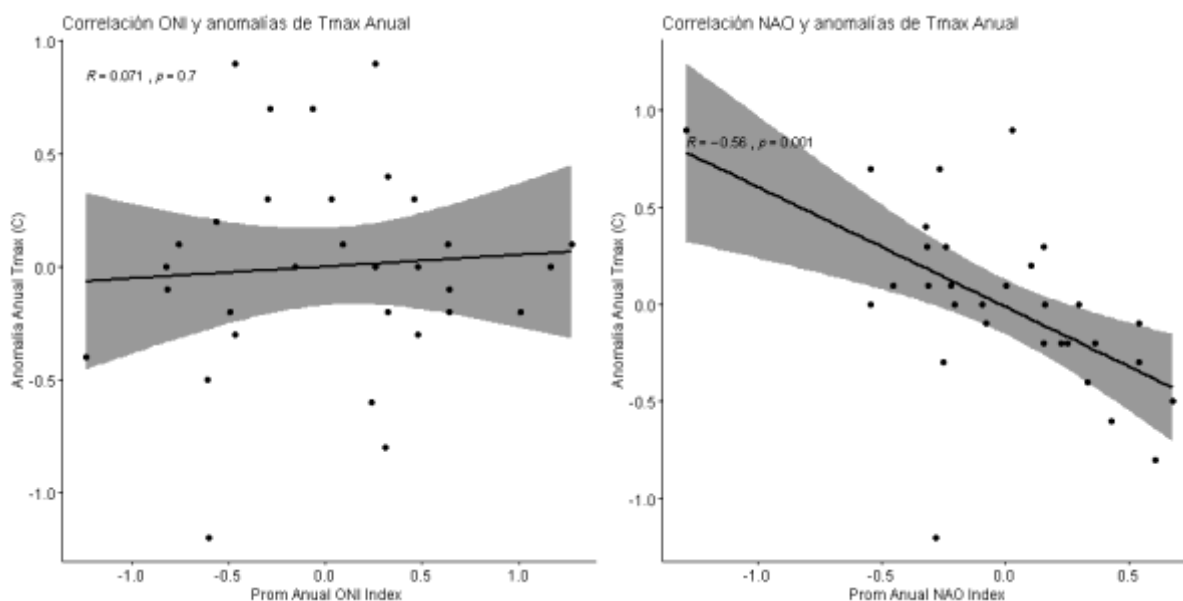 Correlación ONI y anomalías de Tmax Anual
R = 0.071 , p = 0.7
Anomalía Anual Tmax (C)
1.0
0.5
0.0
-0.5
-1.0
-1.0 -0.5 0.0 0.5 1.0
Prom Anual ONI Index
Correlación NAO y anomalías de Tmax Anual
R = −0.56 , p = 0.001
Anomalía Anual Tmax (C)
1.0
0.5
0.0
-0.5
-1.0
-1.0 -0.5 0.0 0.5
Prom Anual NAO Index